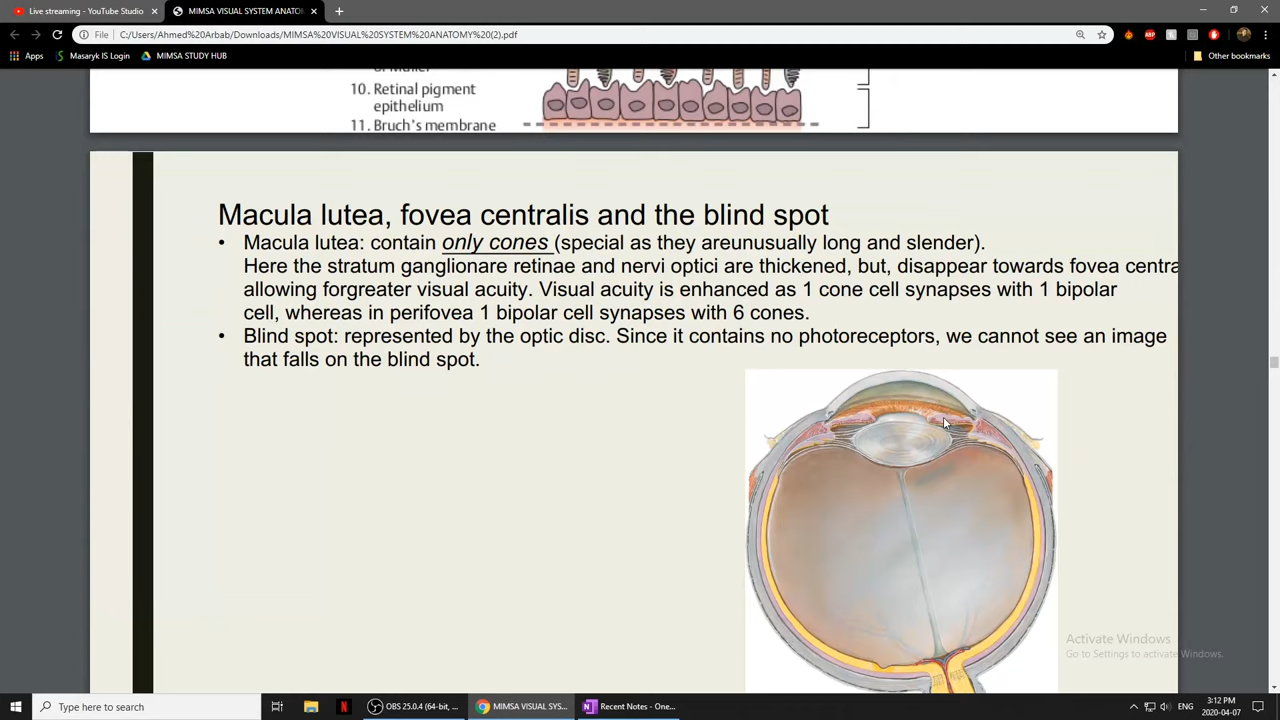 Live streaming - YouTube Studio
MIMSA VISUAL SYSTEM ANATOM
File
C:/Users/Ahmed%20Arbab/Downloads/MIMSA%20VISUAL%20SYSTEM%20ANATOMY%20(2).pdf
Apps
Masaryk IS Login
MIMSA STUDY HUB
Other bookmarks
10. Retinal pigment
epithelium
11. Bruch's membrane
Macula lutea, fovea centralis and the blind spot
• Macula lutea: contain only cones (special as they areunusually long and slender).
Here the stratum ganglionare retinae and nervi optici are thickened, but, disappear towards fovea centra
allowing forgreater visual acuity. Visual acuity is enhanced as 1 cone cell synapses with 1 bipolar
cell, whereas in perifovea 1 bipolar cell synapses with 6 cones.
• Blind spot: represented by the optic disc. Since it contains no photoreceptors, we cannot see an image
that falls on the blind spot.
Activate Windows
Go to Settings to activate Windows.
Type here to search
OBS 25.0.4 (64-bit, ...
MIMSA VISUAL SYS...
Recent Notes - One...
ENG
3:12 PM
2020-04-07